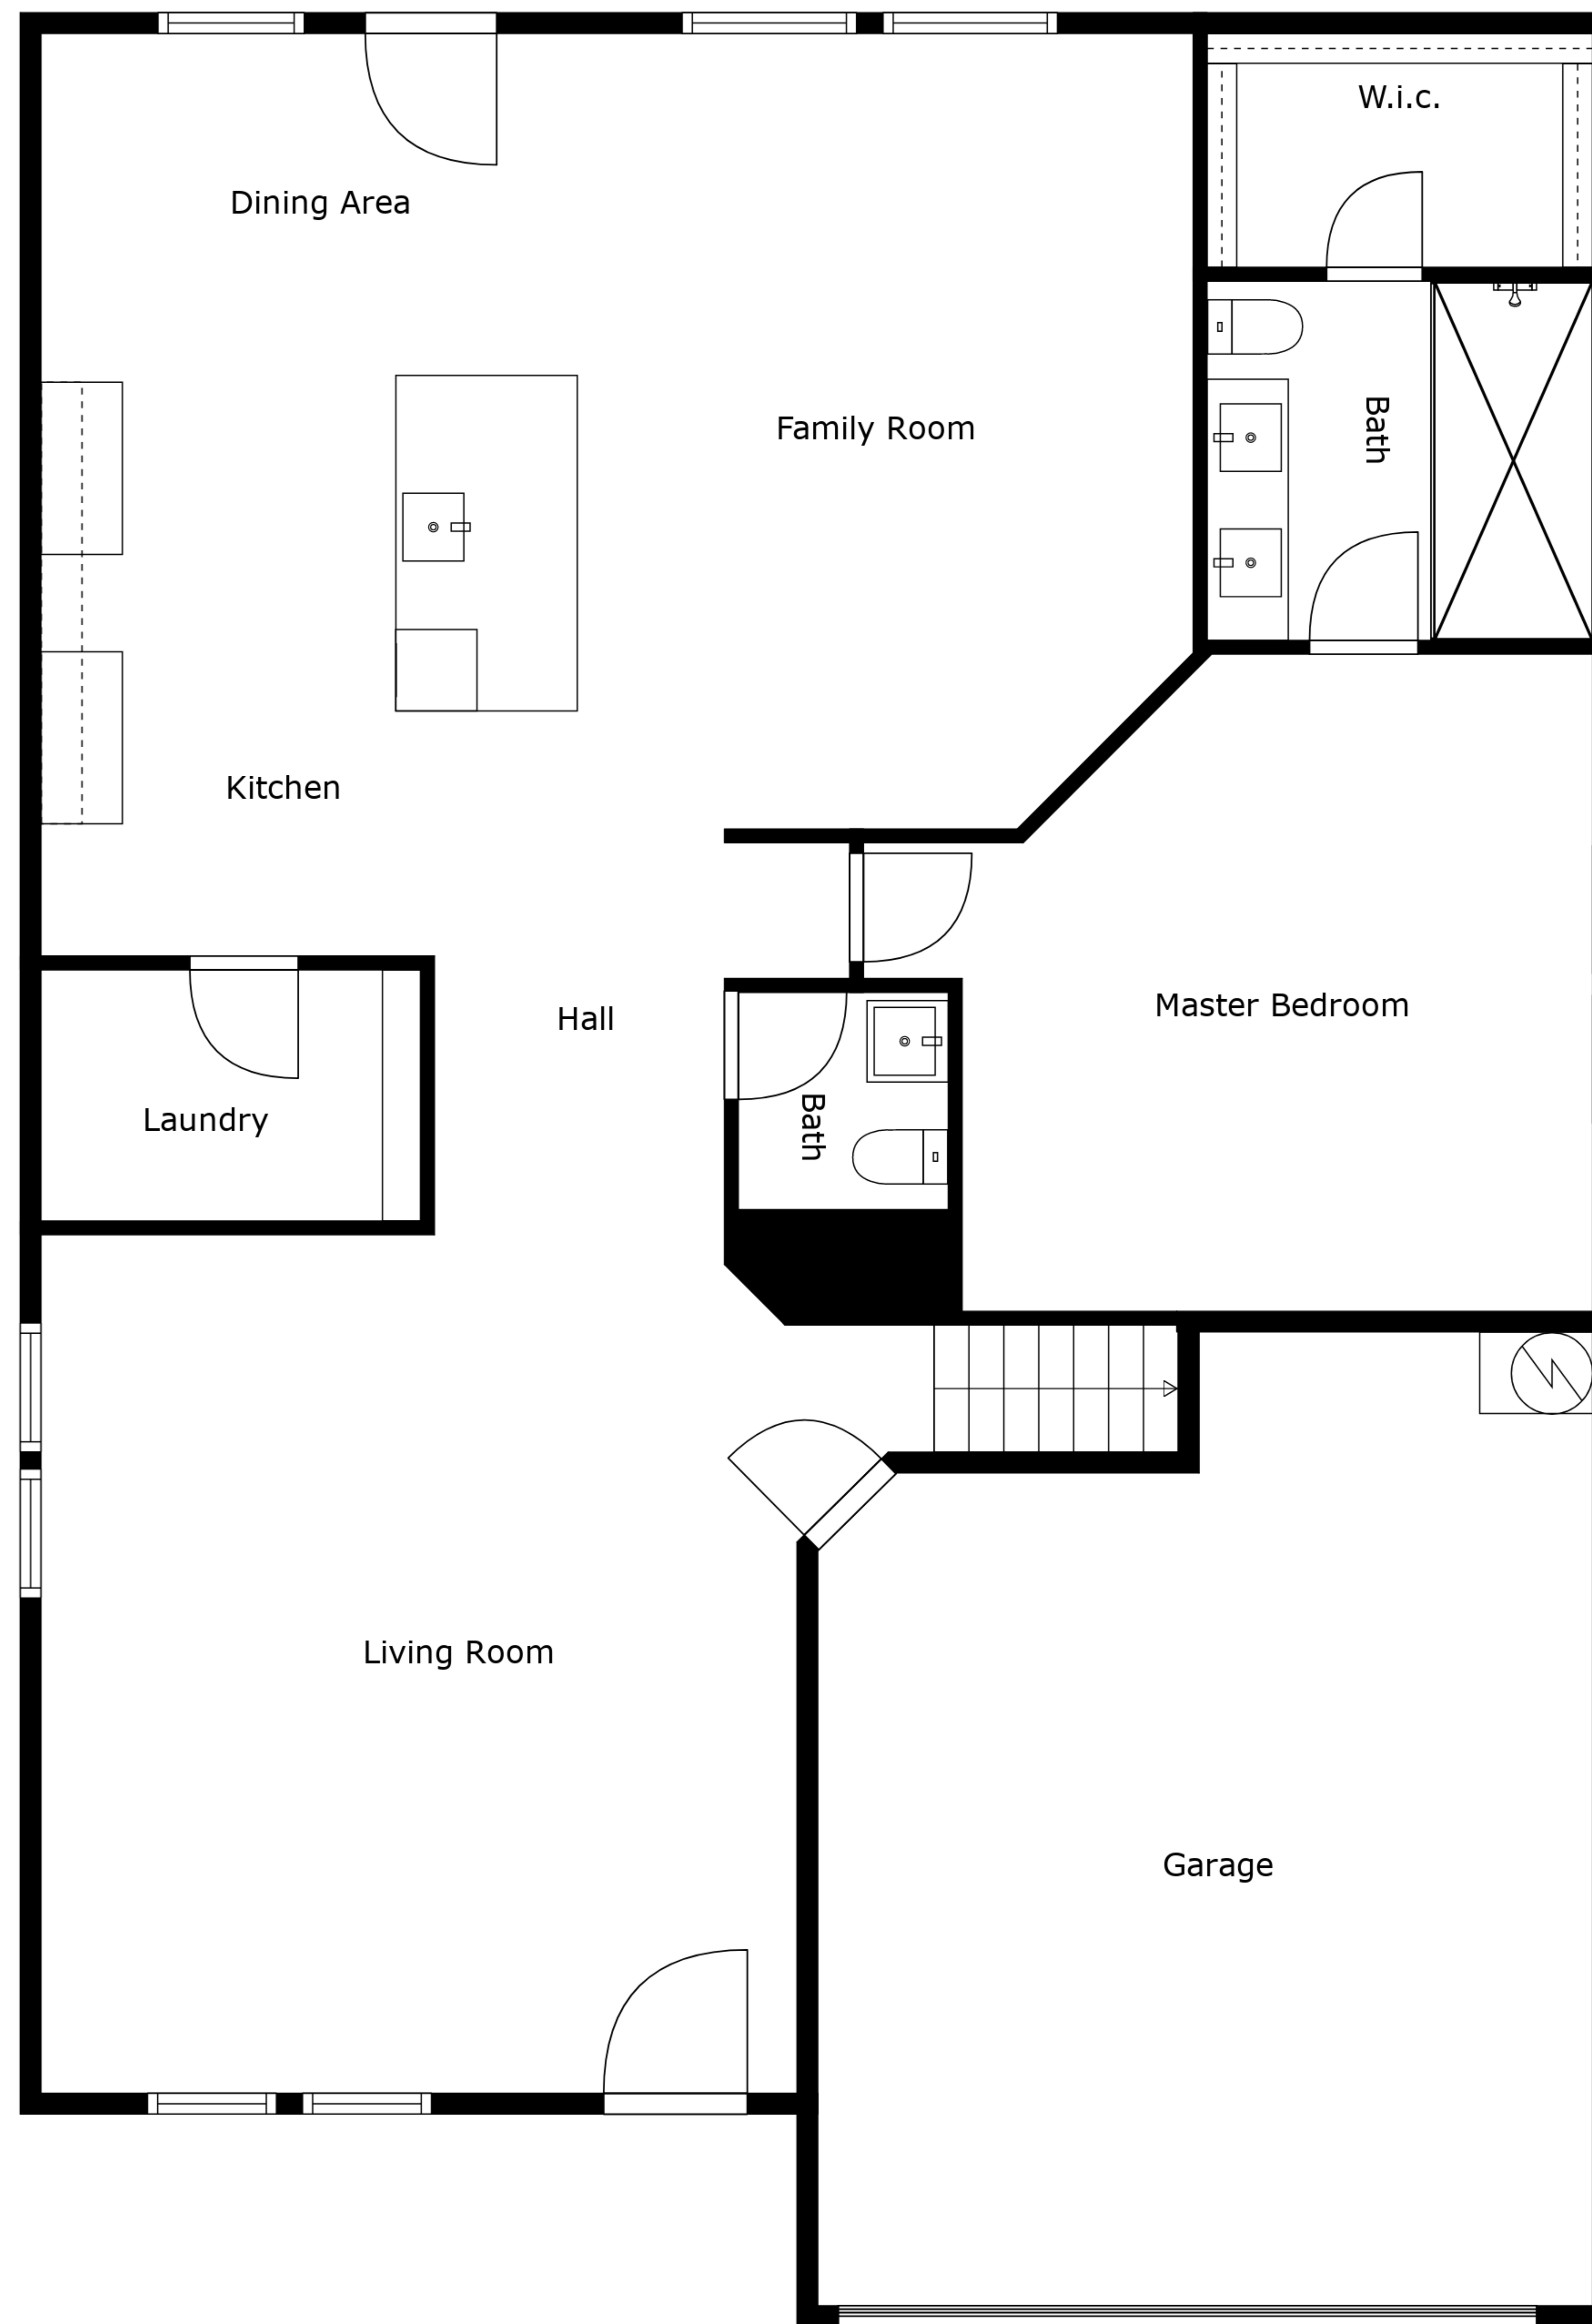 W.i.c.
Dining Area
Bath
Family Room
Kitchen
Master Bedroom
Hall
Laundry
Bath
Living Room
Garage